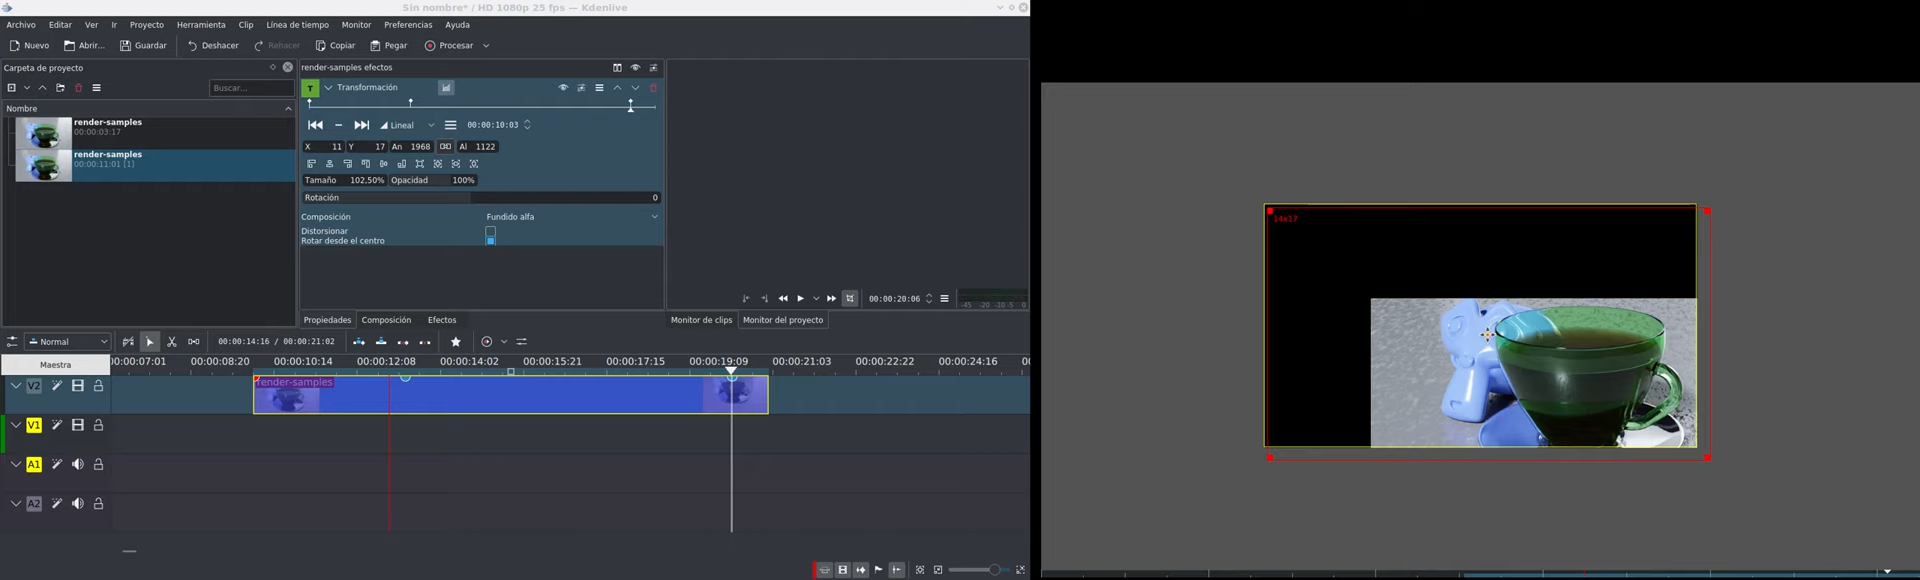 Sin nombre* / HD 1080p 25 fps — Kdenlive
Archivo Editar Ver Ir Proyecto Herramienta Clip Línea de tiempo Monitor Preferencias Ayuda
Nuevo Abrir... Guardar Deshacer Rehacer Copiar Pegar Procesar
Carpeta de proyecto
Buscar...
Nombre
render-samples
00:00:03:17
render-samples
00:00:11:01 [1]
render-samples efectos
T Transformación
Lineal 00:00:10:03
X 11 Y 17 An 1968 Al 1122
Tamaño 102,50% Opacidad 100%
Rotación 0
Composición Fundido alfa
Distorsionar
Rotar desde el centro
00:00:20:06
-45 -20 -10 -5 0
Propiedades Composición Efectos
Monitor de clips Monitor del proyecto
Normal 00:00:14:16 / 00:00:21:02
Maestra
00:00:07:01 00:00:08:20 00:00:10:14 00:00:12:08 00:00:14:02 00:00:15:21 00:00:17:15 00:00:19:09 00:00:21:03 00:00:22:22 00:00:24:16 00
V2 render-samples
V1
A1
A2
14x17